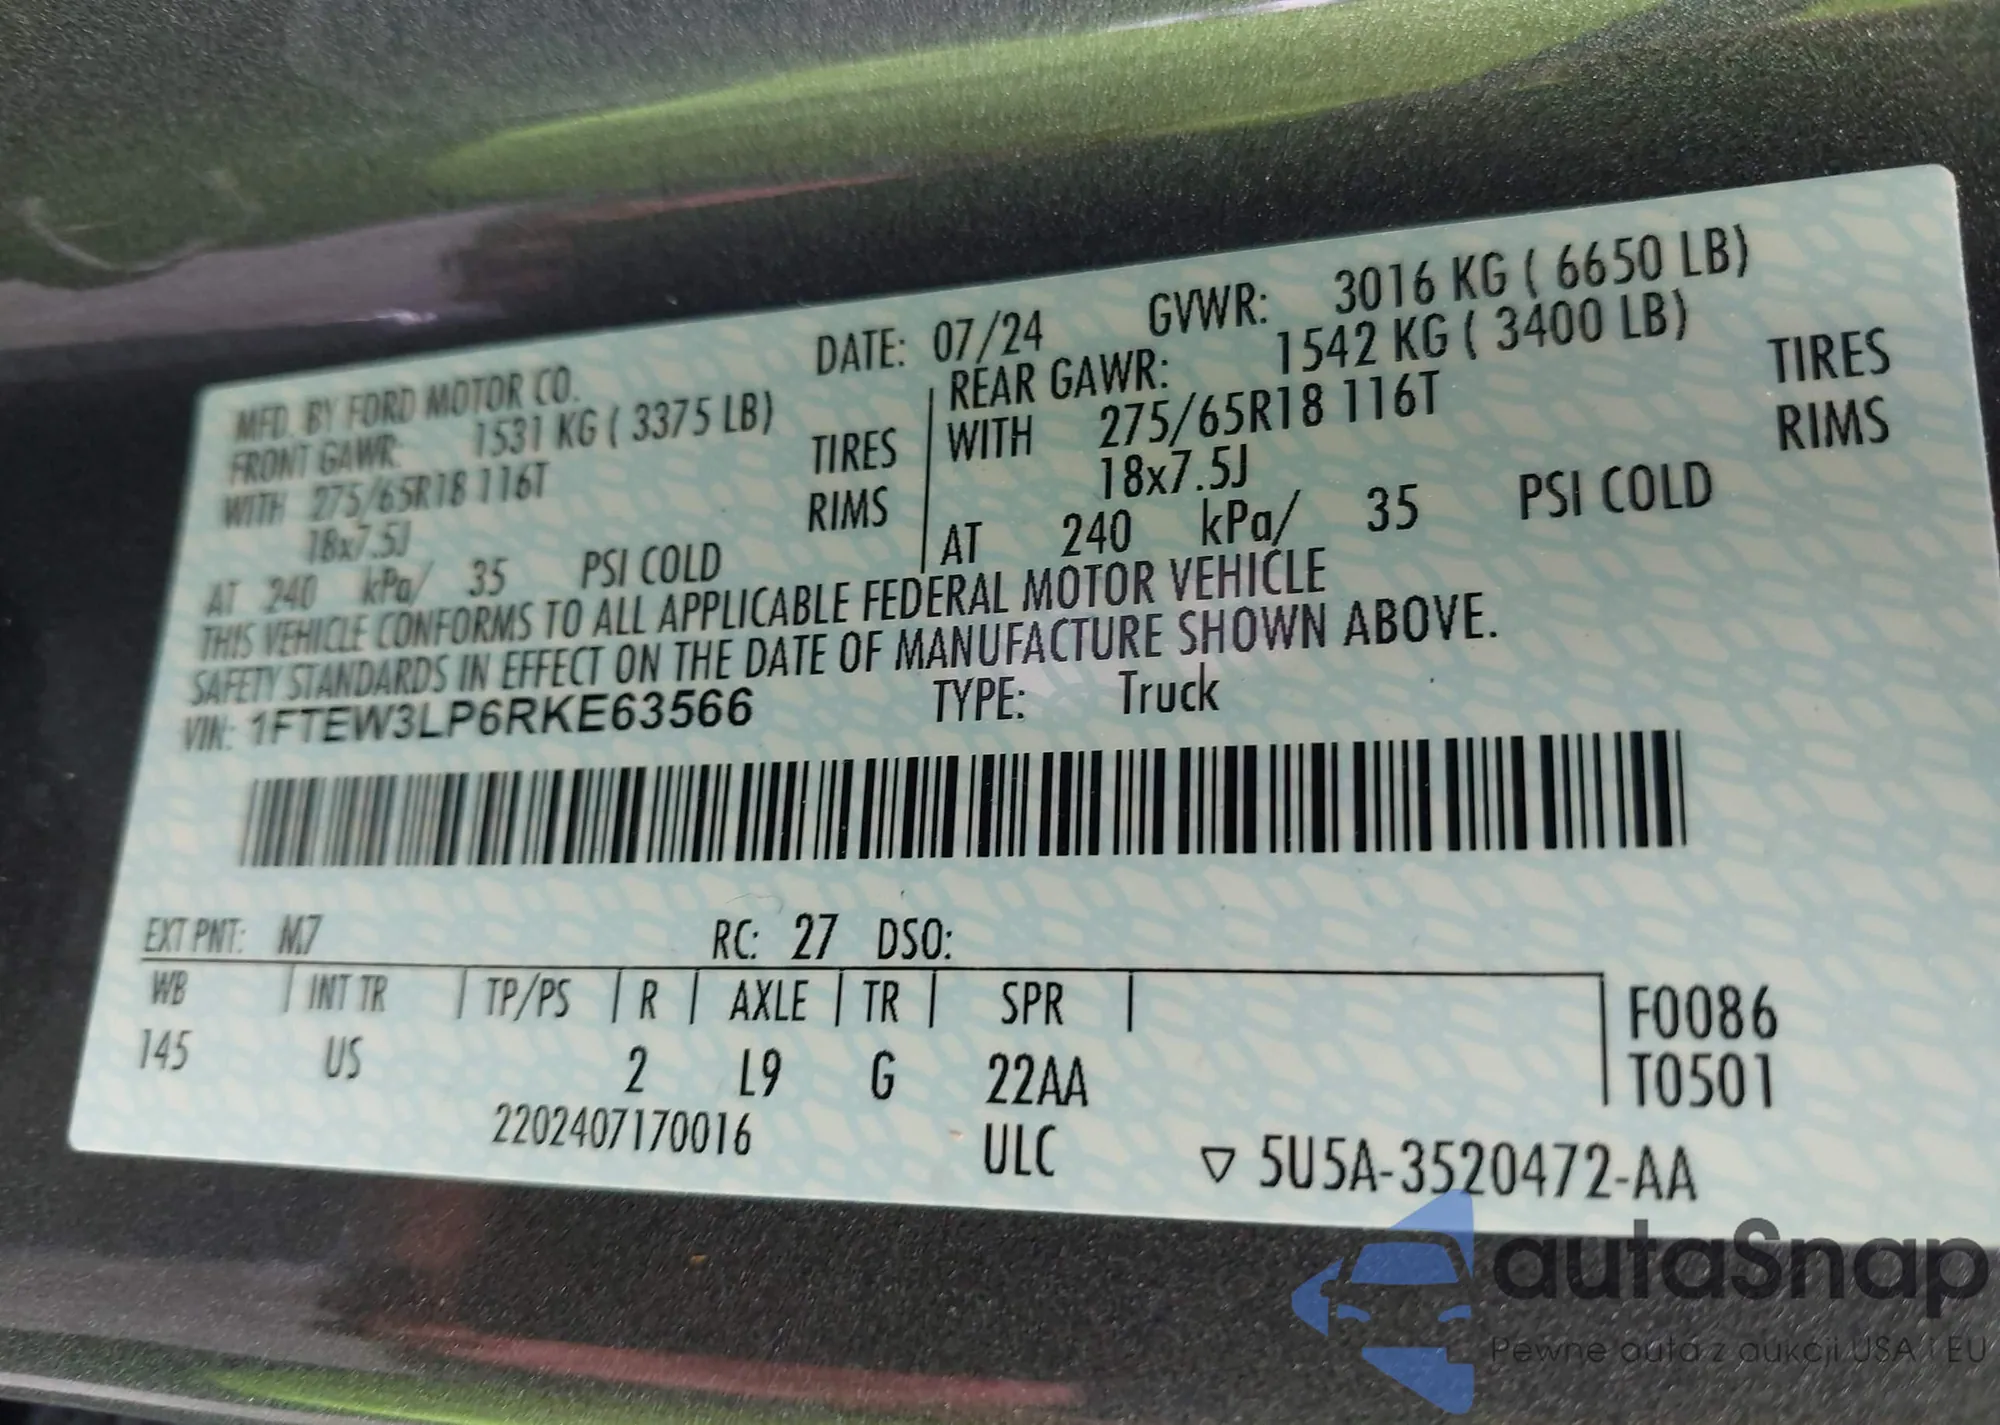 MFD. BY FORD MOTOR CO. DATE: 07/24 GVWR: 3016 KG ( 6650 LB)
FRONT GAWR: 1531 KG ( 3375 LB) REAR GAWR: 1542 KG ( 3400 LB)
WITH 275/65R18 116T TIRES WITH 275/65R18 116T TIRES
18x7.5J RIMS 18x7.5J RIMS
AT 240 kPa/ 35 PSI COLD AT 240 kPa/ 35 PSI COLD
THIS VEHICLE CONFORMS TO ALL APPLICABLE FEDERAL MOTOR VEHICLE
SAFETY STANDARDS IN EFFECT ON THE DATE OF MANUFACTURE SHOWN ABOVE.
VIN: 1FTEW3LP6RKE63566 TYPE: Truck
EXT PNT: M7 RC: 27 DSO:
WB INT TR TP/PS R AXLE TR SPR F0086
145 US 2 L9 G 22AA T0501
2202407170016 ULC ▽ 5U5A-3520472-AA
autaSnap
Pewne auta z aukcji USA i EU